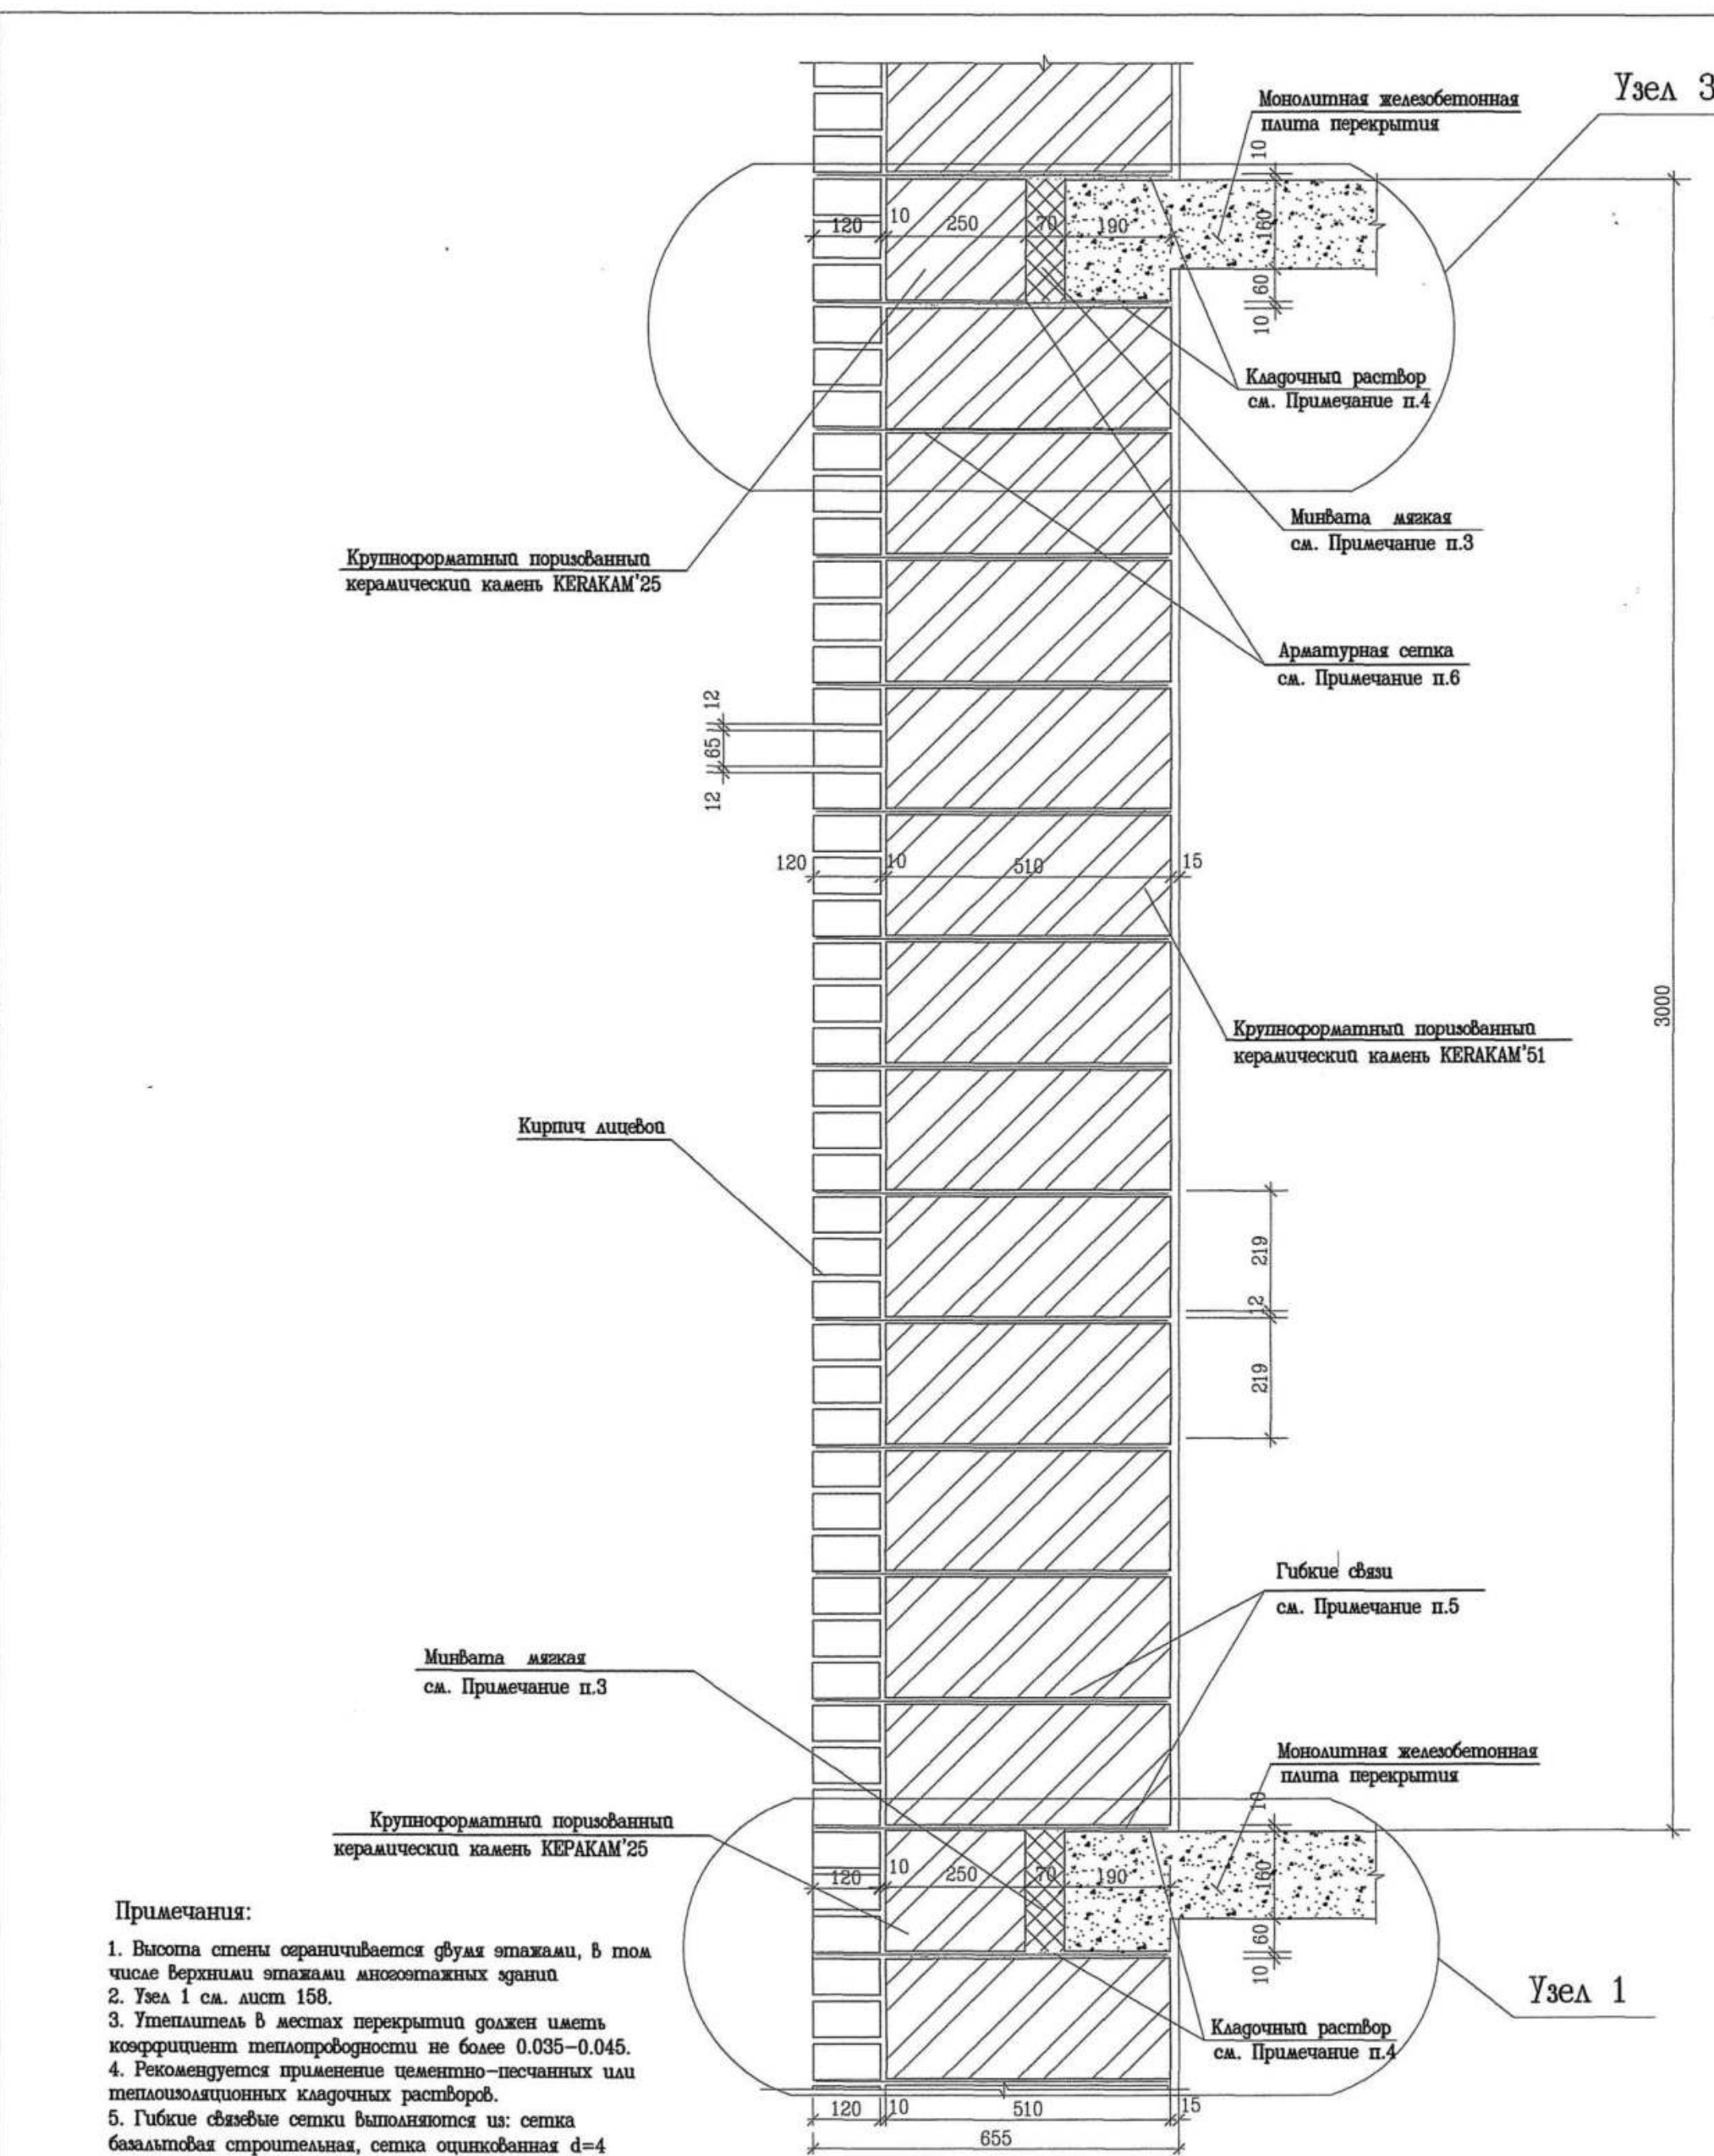 Узел 3
Монолитная железобетонная
плита перекрытия
10
120
10
250
70
190
160
60
10
Кладочный раствор
см. Примечание п.4
Минвата мягкая
см. Примечание п.3
Крупноформатный поризованный
керамический камень KERAKAM'25
Арматурная сетка
см. Примечание п.6
12
65
12
120
10
510
15
3000
Крупноформатный поризованный
керамический камень KERAKAM'51
Кирпич лицевой
219
12
219
Гибкие связи
см. Примечание п.5
Минвата мягкая
см. Примечание п.3
Монолитная железобетонная
плита перекрытия
10
Крупноформатный поризованный
керамический камень КЕРАКАМ'25
120
10
250
70
190
160
60
10
Узел 1
Кладочный раствор
см. Примечание п.4
120
10
510
15
655
Примечания:
1. Высота стены ограничивается двумя этажами, в том
числе верхними этажами многоэтажных зданий
2. Узел 1 см. лист 158.
3. Утеплитель в местах перекрытий должен иметь
коэффициент теплопроводности не более 0.035-0.045.
4. Рекомендуется применение цементно-песчанных или
теплоизоляционных кладочных растворов.
5. Гибкие связевые сетки выполняются из: сетка
базальтовая строительная, сетка оцинкованная d=4